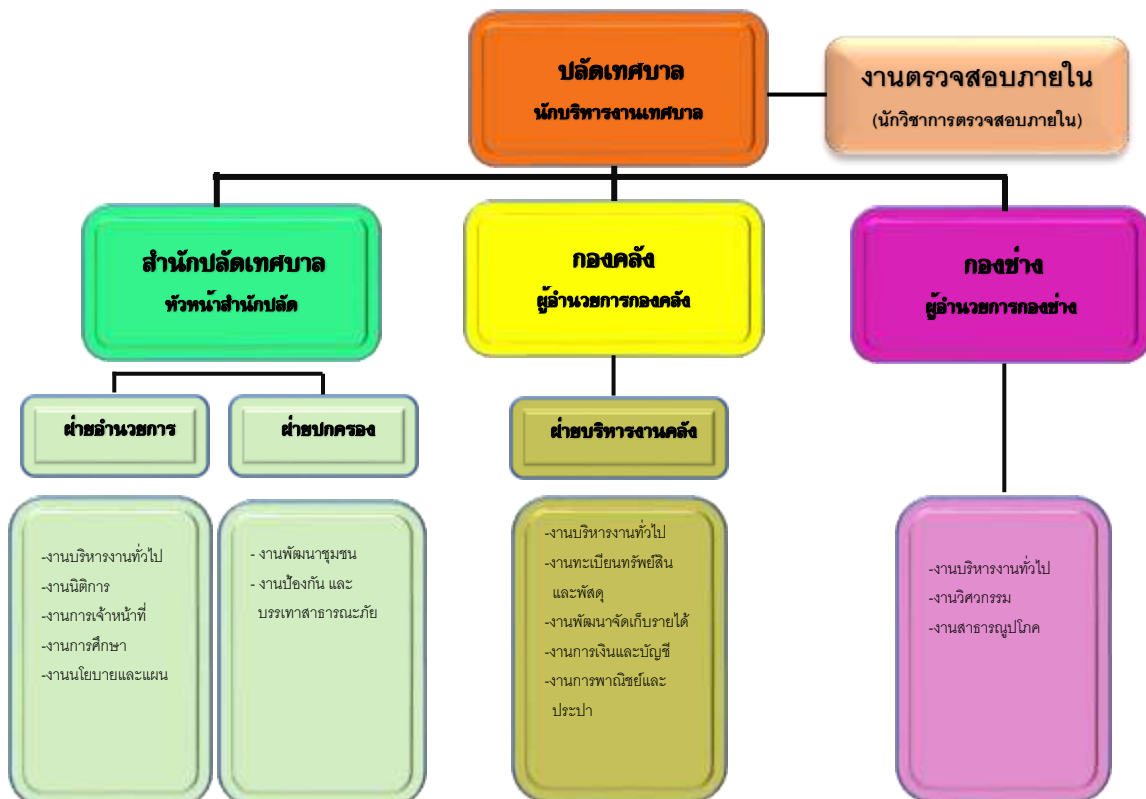 ปลัดเทศบาล
นักบริหารงานเทศบาล
งานตรวจสอบภายใน
(นักวิชาการตรวจสอบภายใน)
สำนักปลัดเทศบาล
หัวหน้าสำนักปลัด
กองคลัง
ผู้อำนวยการกองคลัง
กองช่าง
ผู้อำนวยการกองช่าง
ฝ่ายอำนวยการ
ฝ่ายปกครอง
ฝ่ายบริหารงานคลัง
-งานบริหารงานทั่วไป
-งานนิติการ
-งานการเจ้าหน้าที่
-งานการศึกษา
-งานนโยบายและแผน
- งานพัฒนาชุมชน
- งานป้องกัน และ
บรรเทาสาธารณะภัย
-งานบริหารงานทั่วไป
-งานทะเบียนทรัพย์สิน
และพัสดุ
-งานพัฒนาจัดเก็บรายได้
-งานการเงินและบัญชี
-งานการพาณิชย์และ
ประปา
-งานบริหารงานทั่วไป
-งานวิศวกรรม
-งานสาธารณูปโภค